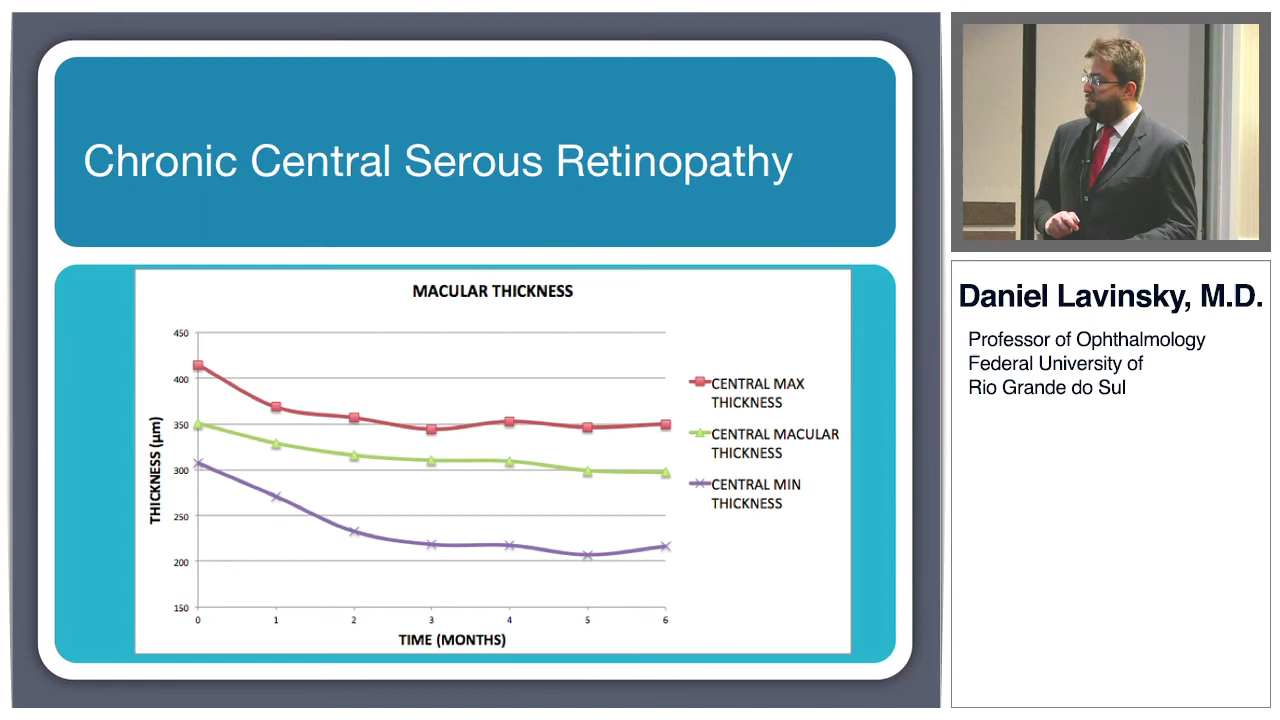 Chronic Central Serous Retinopathy
MACULAR THICKNESS
450
400
350
300
250
200
150
THICKNESS (µm)
0 1 2 3 4 5 6
TIME (MONTHS)
CENTRAL MAX
THICKNESS
CENTRAL MACULAR
THICKNESS
CENTRAL MIN
THICKNESS
Daniel Lavinsky, M.D.
Professor of Ophthalmology
Federal University of
Rio Grande do Sul